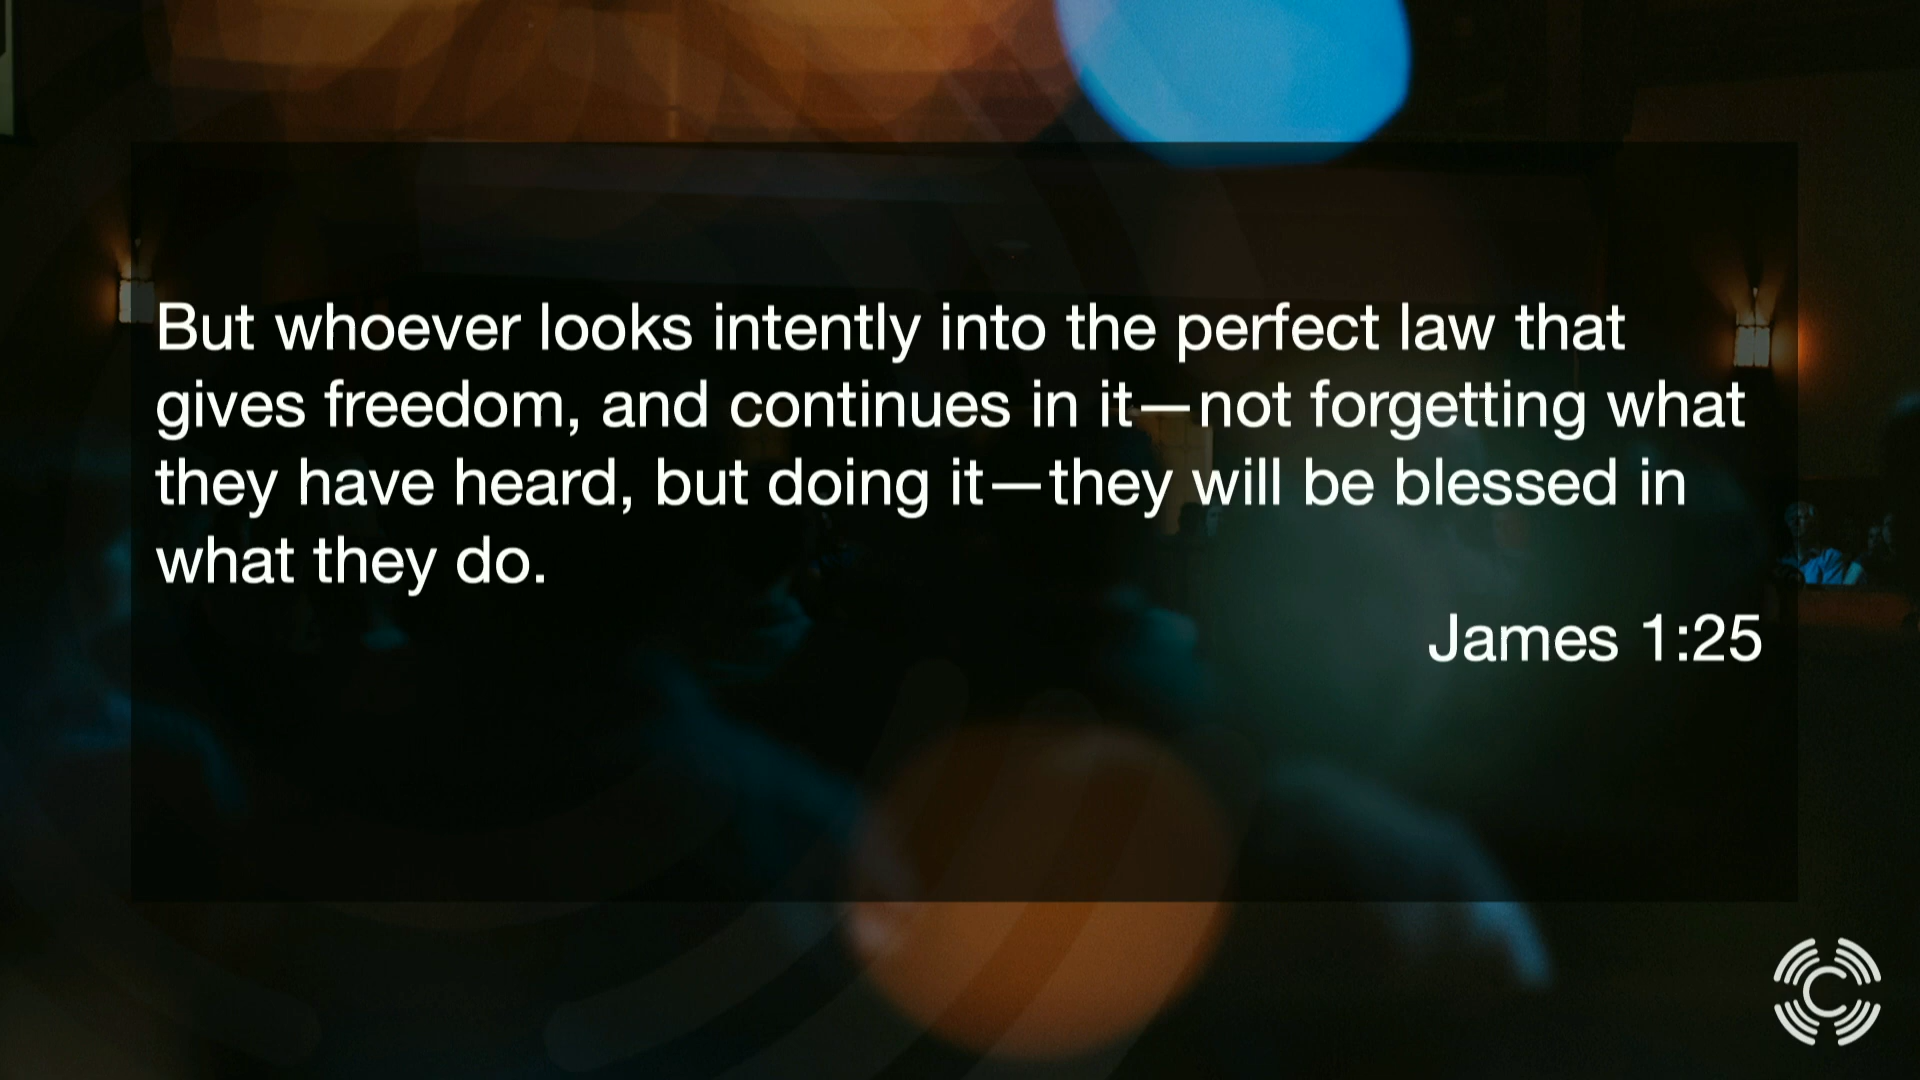 But whoever looks intently into the perfect law that
gives freedom, and continues in it—not forgetting what
they have heard, but doing it—they will be blessed in
what they do.
James 1:25
C